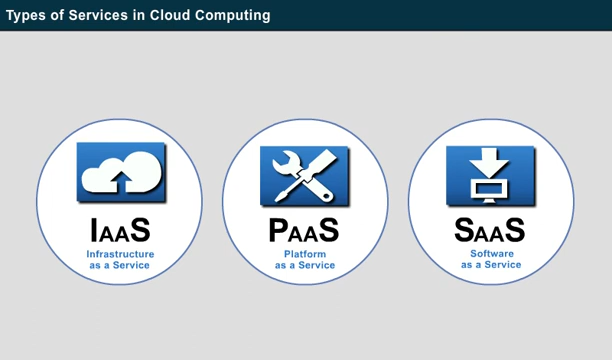 Types of Services in Cloud Computing
IAAS
Infrastructure
as a Service
PAAS
Platform
as a Service
SAAS
Software
as a Service